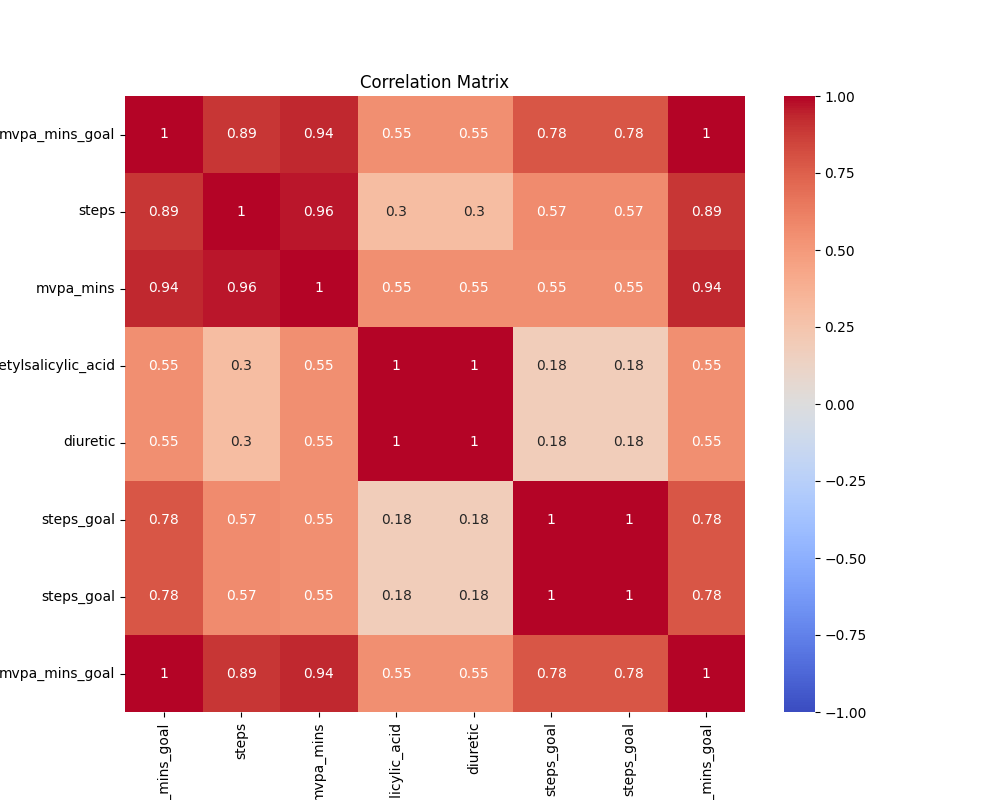 Correlation Matrix
mvpa_mins_goal 1 0.89 0.94 0.55 0.55 0.78 0.78 1
steps 0.89 1 0.96 0.3 0.3 0.57 0.57 0.89
mvpa_mins 0.94 0.96 1 0.55 0.55 0.55 0.55 0.94
etylsalicylic_acid 0.55 0.3 0.55 1 1 0.18 0.18 0.55
diuretic 0.55 0.3 0.55 1 1 0.18 0.18 0.55
steps_goal 0.78 0.57 0.55 0.18 0.18 1 1 0.78
steps_goal 0.78 0.57 0.55 0.18 0.18 1 1 0.78
mvpa_mins_goal 1 0.89 0.94 0.55 0.55 0.78 0.78 1
_mins_goal
steps
mvpa_mins
licylic_acid
diuretic
steps_goal
steps_goal
_mins_goal
1.00
0.75
0.50
0.25
0.00
−0.25
−0.50
−0.75
−1.00